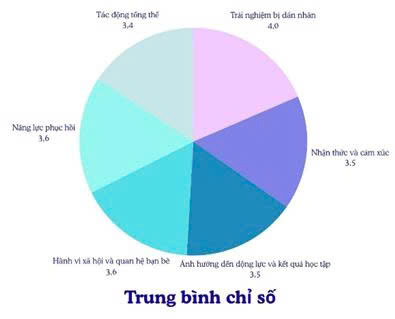 Tác động tổng thể
3.4
Trải nghiệm bị dán nhãn
4.0
Năng lực phục hồi
3.6
Nhận thức và cảm xúc
3.5
Hành vi xã hội và quan hệ bạn bè
3.6
Ảnh hưởng đến động lực và kết quả học tập
3.5
Trung bình chỉ số